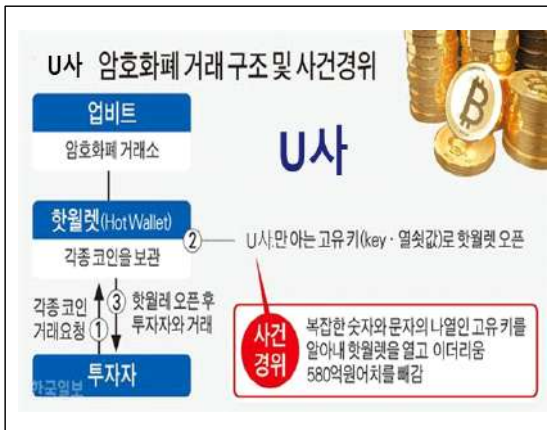 U사 암호화폐 거래 구조 및 사건경위
업비트
암호화폐 거래소
U사
핫월렛(Hot Wallet)
각종 코인을 보관
②
U사.만 아는 고유 키(key·열쇳값)로 핫월렛 오픈
각종 코인
거래요청
①
③
핫월레 오픈 후
투자자와 거래
투자자
사건
경위
복잡한 숫자와 문자의 나열인 고유 키를
알아내 핫월렛을 열고 이더리움
580억원어치를 빼감
한국일보